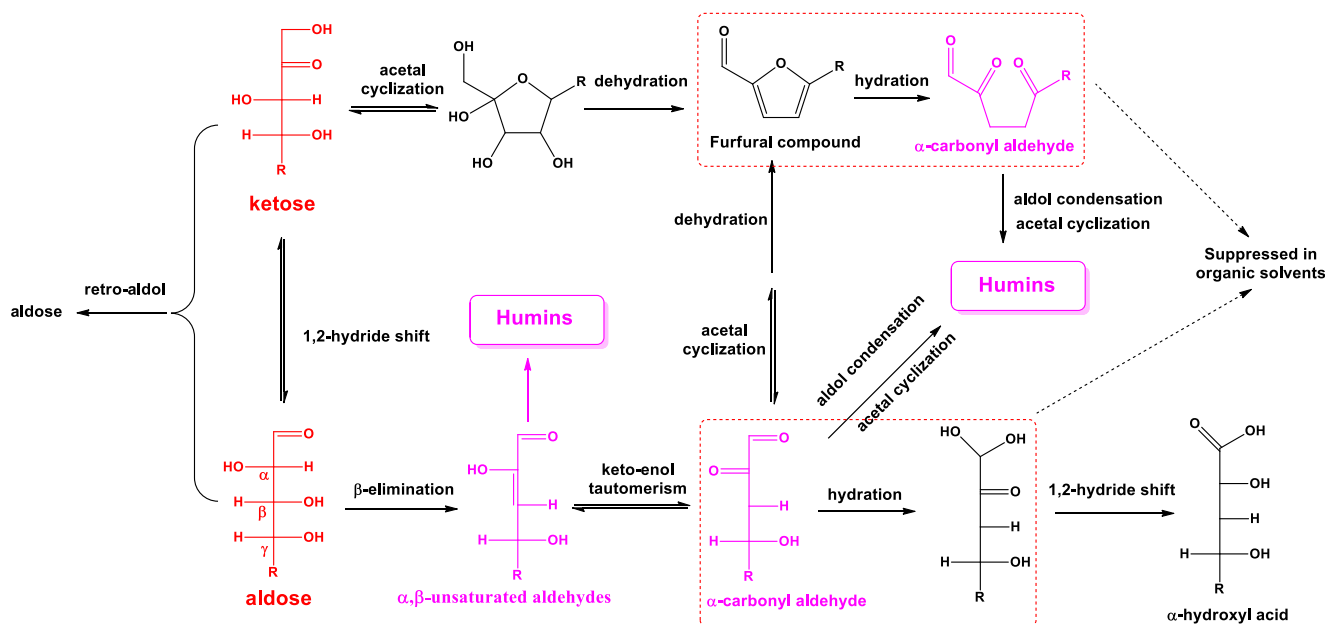 OH
O
HO
H
H
OH
R
ketose
acetal
cyclization
OH
O
R
HO
HO
OH
dehydration
O
O
R
Furfural compound
hydration
O
O
O
R
α-carbonyl aldehyde
dehydration
aldol condensation
acetal cyclization
Suppressed in
organic solvents
Humins
aldose
retro-aldol
1,2-hydride shift
Humins
acetal
cyclization
aldol condensation
acetal cyclization
O
HO
H
α
H
OH
β
H
OH
γ
R
aldose
β-elimination
O
HO
H
H
OH
R
α,β-unsaturated aldehydes
keto-enol
tautomerism
O
O
H
H
OH
R
α-carbonyl aldehyde
hydration
HO
OH
O
H
H
OH
R
1,2-hydride shift
O
OH
OH
H
H
OH
R
α-hydroxyl acid